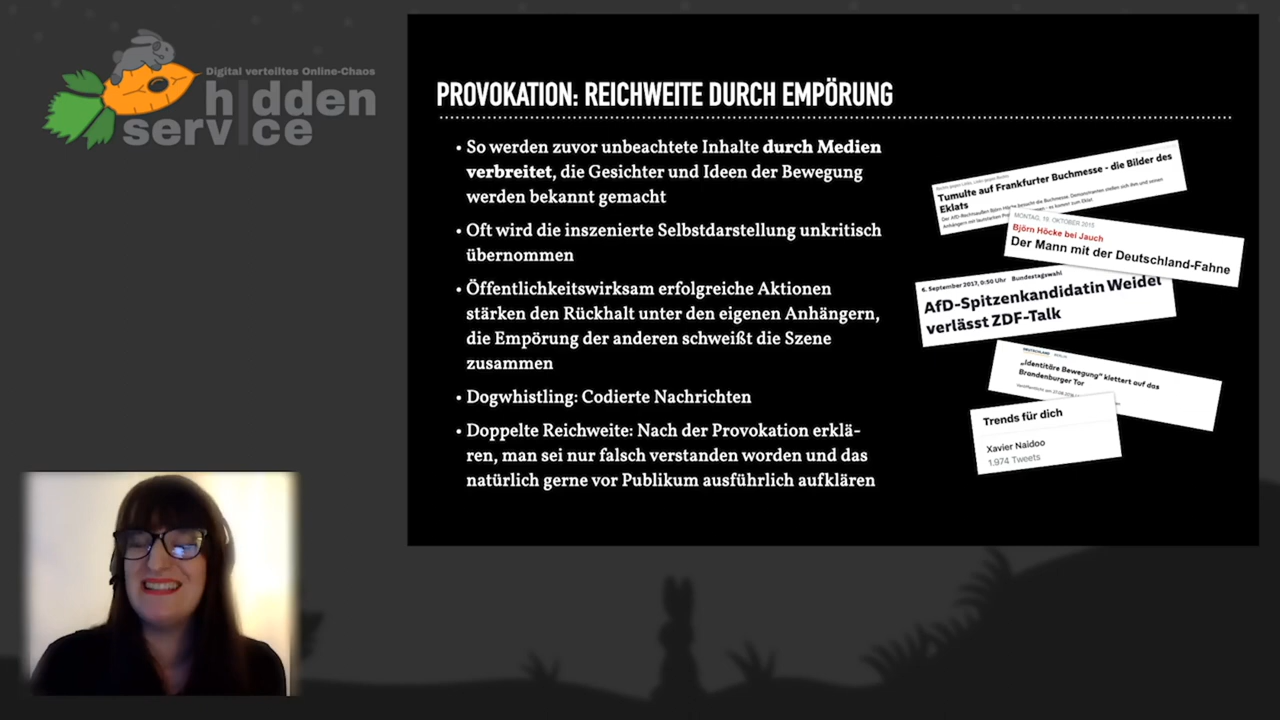 Digital verteiltes Online-Chaos
hidden
service
PROVOKATION: REICHWEITE DURCH EMPÖRUNG
• So werden zuvor unbeachtete Inhalte durch Medien
verbreitet, die Gesichter und Ideen der Bewegung
werden bekannt gemacht
• Oft wird die inszenierte Selbstdarstellung unkritisch
übernommen
• Öffentlichkeitswirksam erfolgreiche Aktionen
stärken den Rückhalt unter den eigenen Anhängern,
die Empörung der anderen schweißt die Szene
zusammen
• Dogwhistling: Codierte Nachrichten
• Doppelte Reichweite: Nach der Provokation erklä-
ren, man sei nur falsch verstanden worden und das
natürlich gerne vor Publikum ausführlich aufklären
Tumulte auf Frankfurter Buchmesse - die Bilder des
Eklats
MONTAG, 19. OKTOBER 2015
Björn Höcke bei Jauch
Der Mann mit der Deutschland-Fahne
6. September 2017, 0:50 Uhr Bundestagswahl
AfD-Spitzenkandidatin Weidel
verlässt ZDF-Talk
DEUTSCHLAND BERLIN
„Identitäre Bewegung" klettert auf das
Brandenburger Tor
Trends für dich
Xavier Naidoo
1.974 Tweets